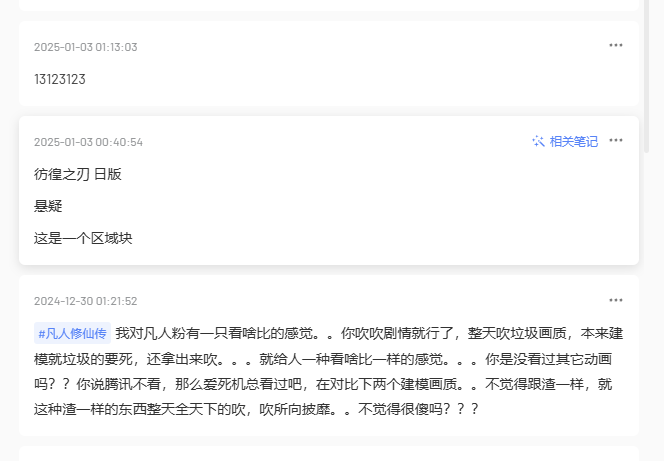 2025-01-03 01:13:03
13123123
2025-01-03 00:40:54 相关笔记
彷徨之刃 日版
悬疑
这是一个区域块
2024-12-30 01:21:52
#凡人修仙传 我对凡人粉有一只看啥比的感觉。。你吹吹剧情就行了，整天吹垃圾画质，本来建
模就垃圾的要死，还拿出来吹。。。就给人一种看啥比一样的感觉。。。你是没看过其它动画
吗？？你说腾讯不看，那么爱死机总看过吧，在对比下两个建模画质。。不觉得跟渣一样，就
这种渣一样的东西整天全天下的吹，吹所向披靡。。不觉得很傻吗？？？